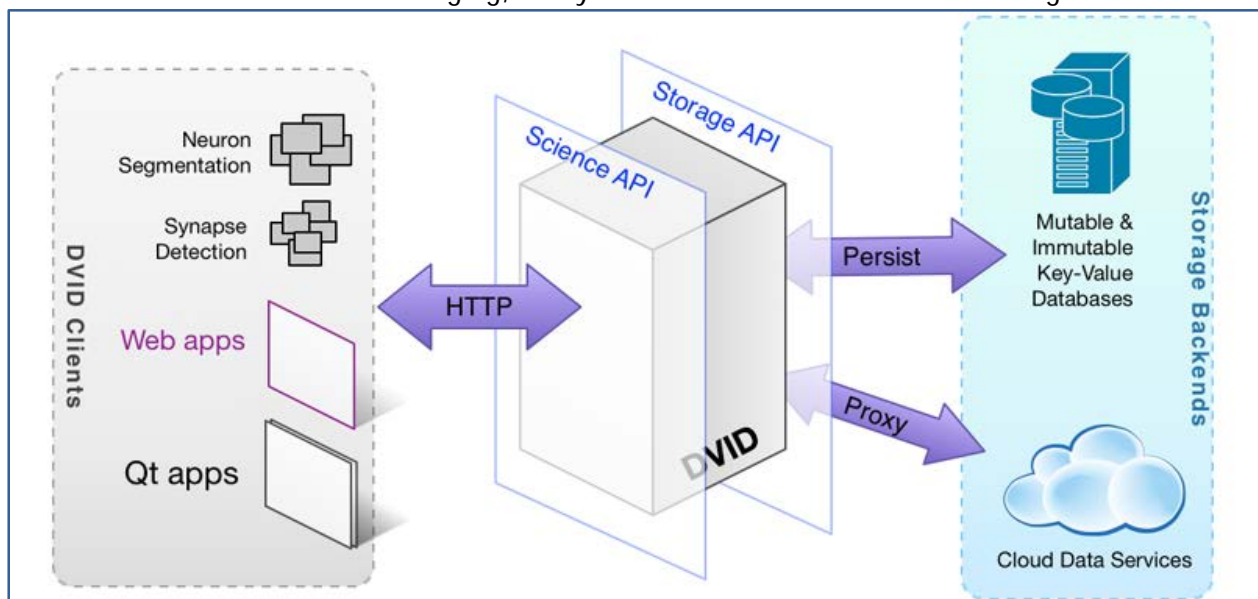 Neuron
Segmentation
Synapse
Detection
Web apps
Qt apps
DVID Clients
HTTP
Science API
Storage API
DVID
Persist
Proxy
Mutable &
Immutable
Key-Value
Databases
Cloud Data Services
Storage Backends